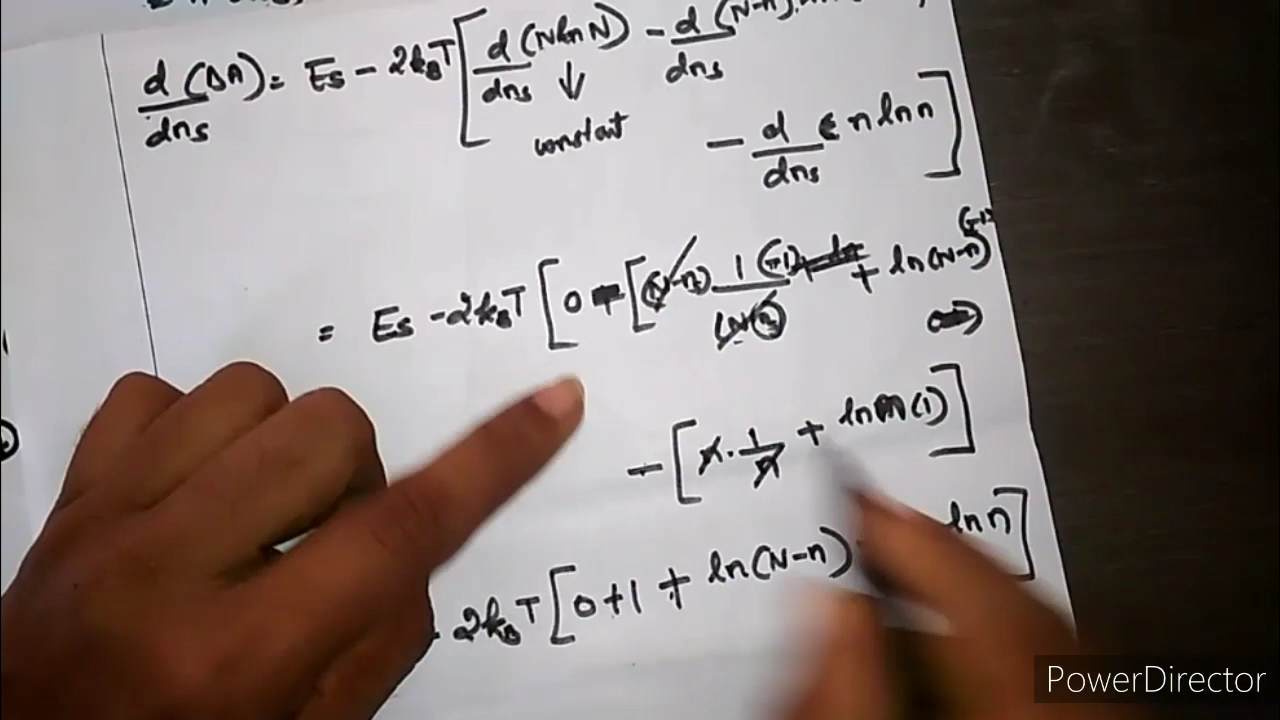 d/dns (ΔA) = Es - 2kBT [ d/dns (N ln N) - d/dns (N-n)
↓
constant
- d/dns n ln n ]
= Es - 2kBT [ 0 - [ (N-n) 1/(N-n) (-1) + ln(N-n) (-1)
- [ n · 1/n + ln n (1) ]
2kBT [ 0+1 + ln(N-n) ln n ]
PowerDirector